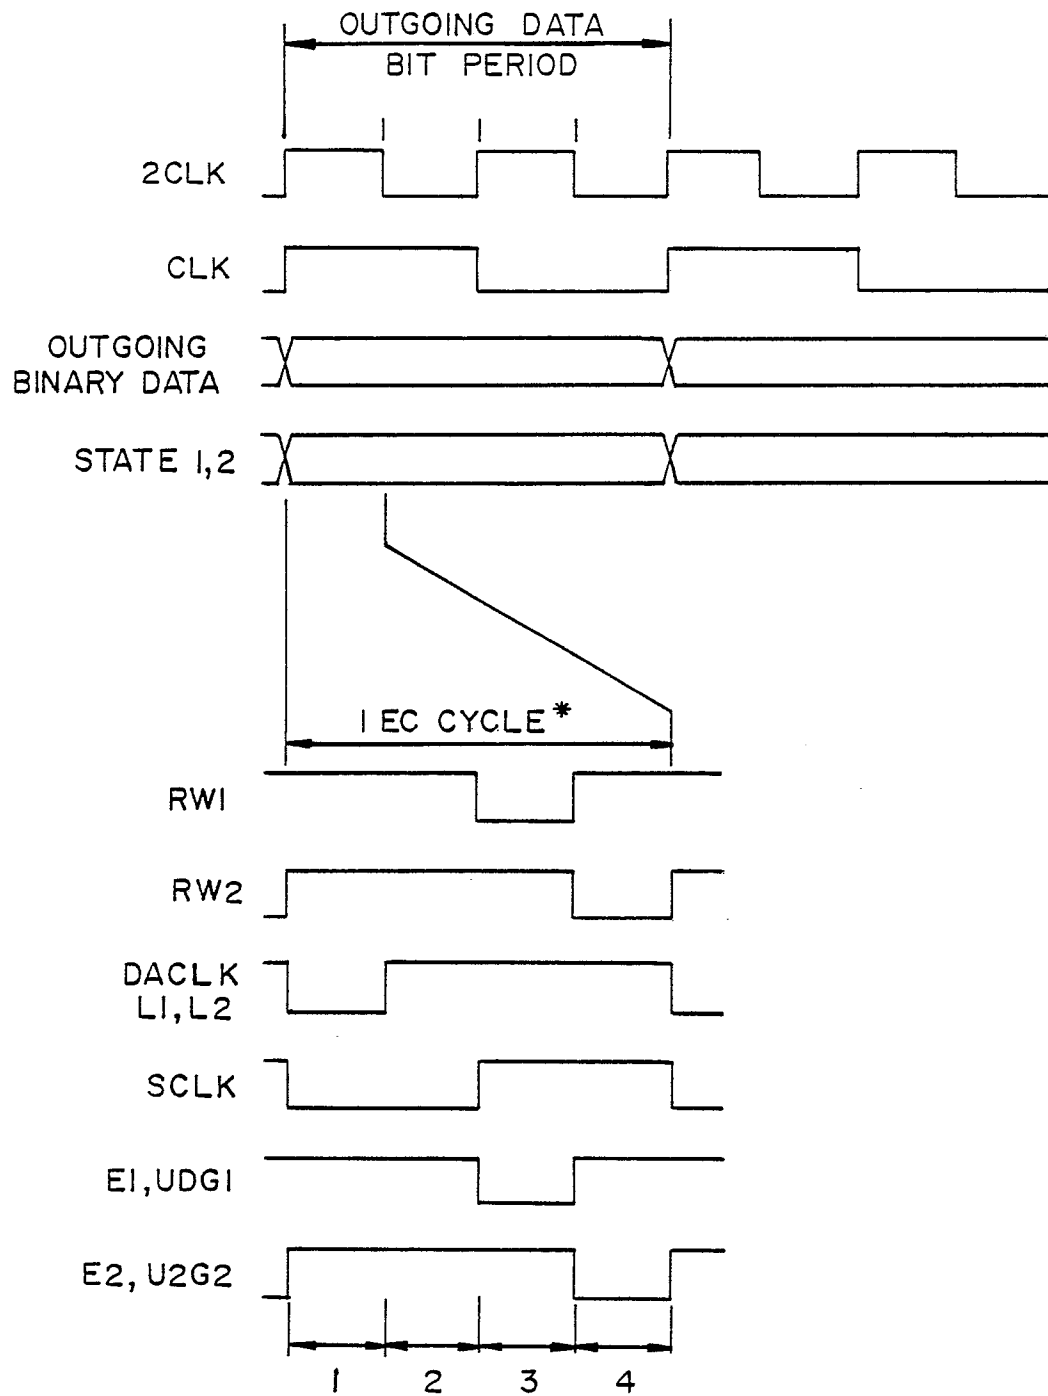 OUTGOING DATA
BIT PERIOD
2CLK
CLK
OUTGOING
BINARY DATA
STATE 1,2
1 EC CYCLE*
RW1
RW2
DACLK
L1, L2
SCLK
E1, UDG1
E2, U2G2
1 2 3 4